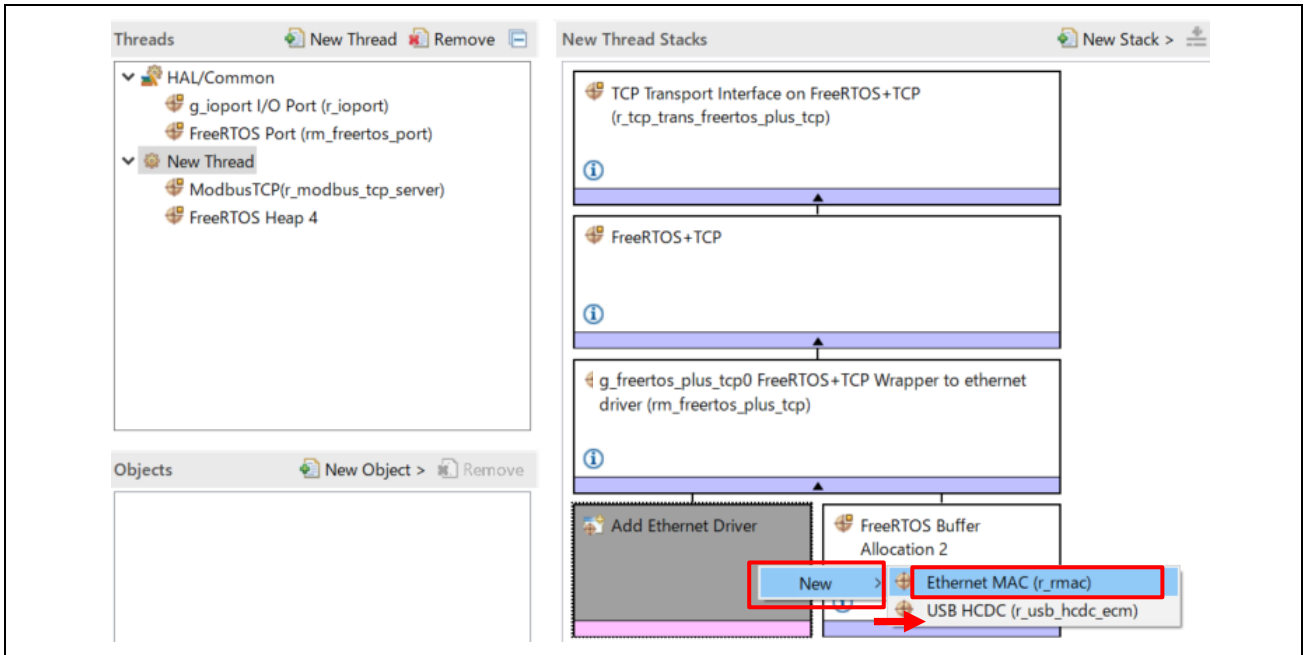 Threads
New Thread
Remove
HAL/Common
g_ioport I/O Port (r_ioport)
FreeRTOS Port (rm_freertos_port)
New Thread
ModbusTCP(r_modbus_tcp_server)
FreeRTOS Heap 4
Objects
New Object >
Remove
New Thread Stacks
New Stack >
TCP Transport Interface on FreeRTOS+TCP
(r_tcp_trans_freertos_plus_tcp)
FreeRTOS+TCP
g_freertos_plus_tcp0 FreeRTOS+TCP Wrapper to ethernet
driver (rm_freertos_plus_tcp)
Add Ethernet Driver
FreeRTOS Buffer
Allocation 2
New >
Ethernet MAC (r_rmac)
USB HCDC (r_usb_hcdc_ecm)